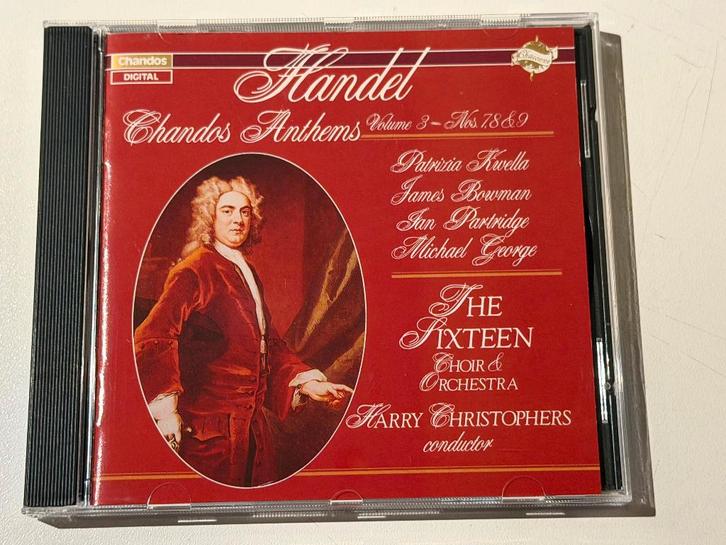 Chandos
DIGITAL
Chaconne
Handel
Chandos Anthems Volume 3 – Nos. 7,8 & 9
Patrizia Kwella
James Bowman
Ian Partridge
Michael George
THE
SIXTEEN
CHOIR &
ORCHESTRA
HARRY CHRISTOPHERS
conductor